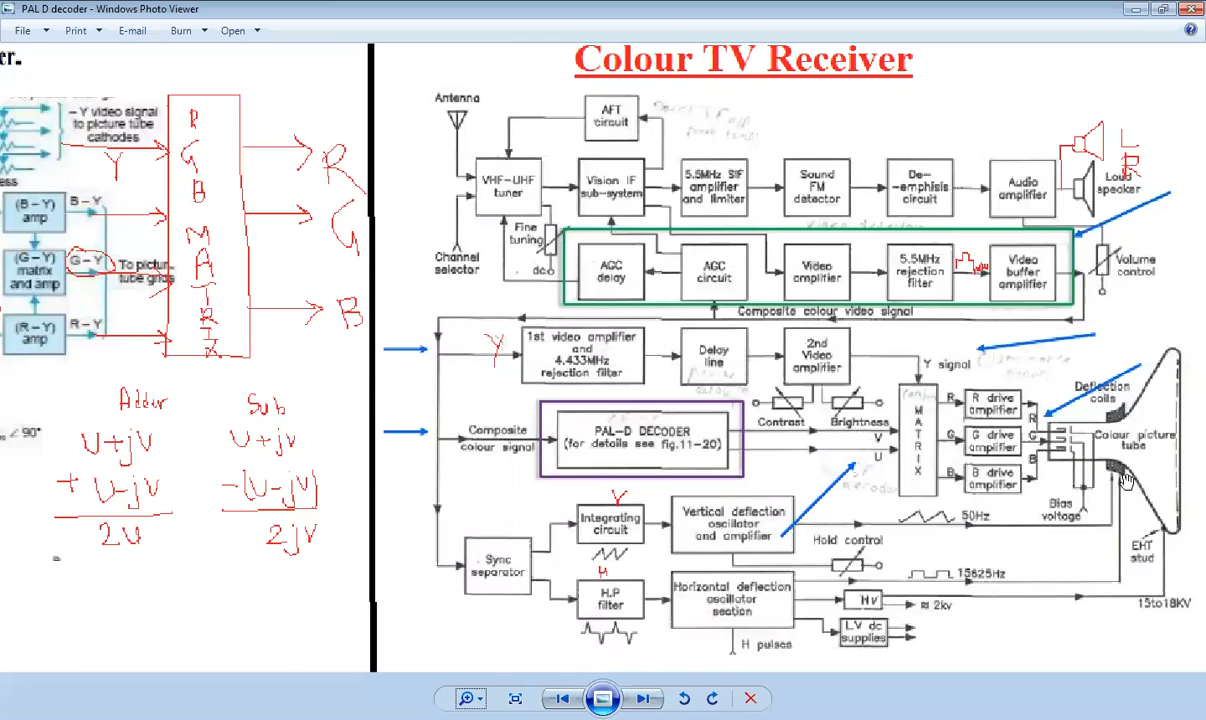 PAL D decoder - Windows Photo Viewer
File Print E-mail Burn Open
er.
Colour TV Receiver
– Y video signal
to picture tube
cathodes
Y
ess
(B–Y)
amp
B–Y
(G–Y)
matrix
and amp
G–Y
To picture
tube grids
(R–Y)
amp
R–Y
R
G
B
M
A
T
R
I
X
R
G
B
Adder
U+jV
+ U-jV
2U
Sub
U+jV
-(U-jV)
2jV
∠ 90°
Antenna
AFT
circuit
VHF-UHF
tuner
Vision IF
sub-system
5.5MHz SIF
amplifier
and limiter
Sound
FM
detector
De-
emphisis
circuit
Audio
amplifier
Loud
speaker
L
R
Fine
tuning
dc
Channel
selector
AGC
delay
AGC
circuit
Video
amplifier
5.5MHz
rejection
filter
Video
buffer
amplifier
Volume
control
Composite colour video signal
Y
1st video amplifier
and
4.433MHz
rejection filter
Delay
line
2nd
Video
amplifier
Y signal
Contrast
Brightness
Composite
colour signal
PAL-D DECODER
(for details see fig.11-20)
V
U
M
A
T
R
I
X
R
G
B
R drive
amplifier
G drive
amplifier
B drive
amplifier
R
G
B
Deflection
coils
Colour picture
tube
Bias
voltage
EHT
stud
15to18KV
Sync
separator
V
Integrating
circuit
H
H.P
filter
Vertical deflection
oscillator
and amplifier
50Hz
Hold control
Horizontal deflection
oscillator
section
15625Hz
Hv
≈ 2kv
L.V dc
supplies
H pulses